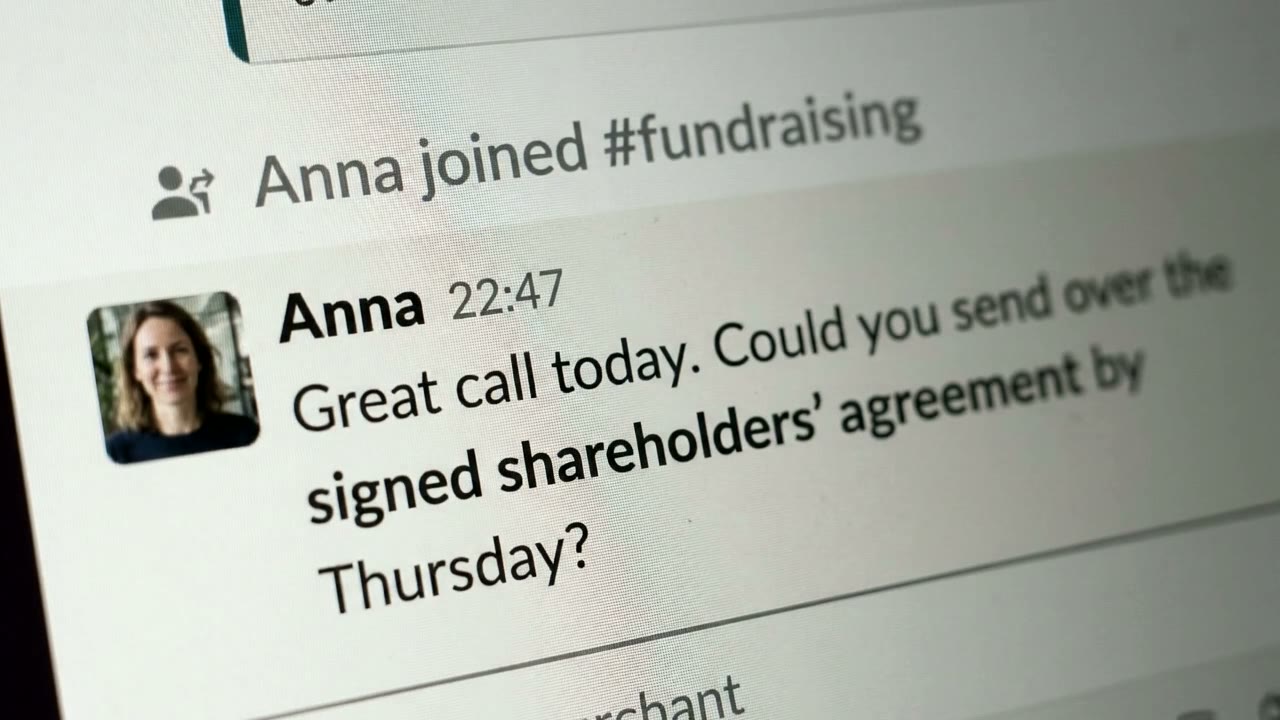 Anna joined #fundraising
Anna 22:47
Great call today. Could you send over the
signed shareholders’ agreement by
Thursday?